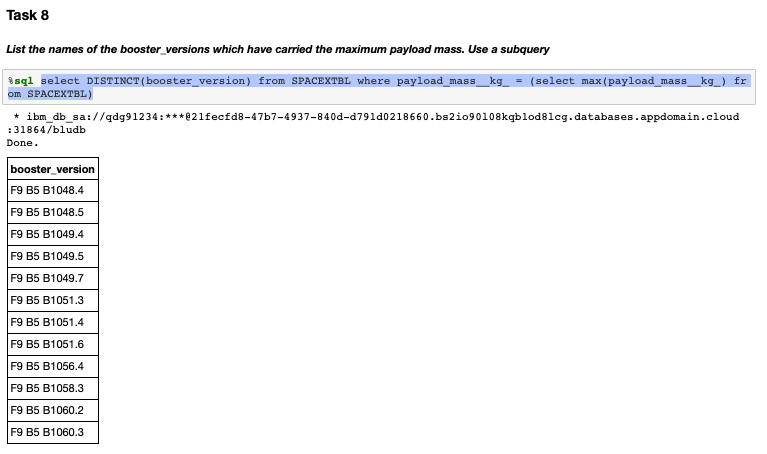 Task 8
List the names of the booster_versions which have carried the maximum payload mass. Use a subquery
%sql select DISTINCT(booster_version) from SPACEXTBL where payload_mass__kg_ = (select max(payload_mass__kg_) fr
om SPACEXTBL)
* ibm_db_sa://qdg91234:***@21fecfd8-47b7-4937-840d-d791d0218660.bs2io90l08kqb1od8lcg.databases.appdomain.cloud
:31864/bludb
Done.
booster_version
F9 B5 B1048.4
F9 B5 B1048.5
F9 B5 B1049.4
F9 B5 B1049.5
F9 B5 B1049.7
F9 B5 B1051.3
F9 B5 B1051.4
F9 B5 B1051.6
F9 B5 B1056.4
F9 B5 B1058.3
F9 B5 B1060.2
F9 B5 B1060.3